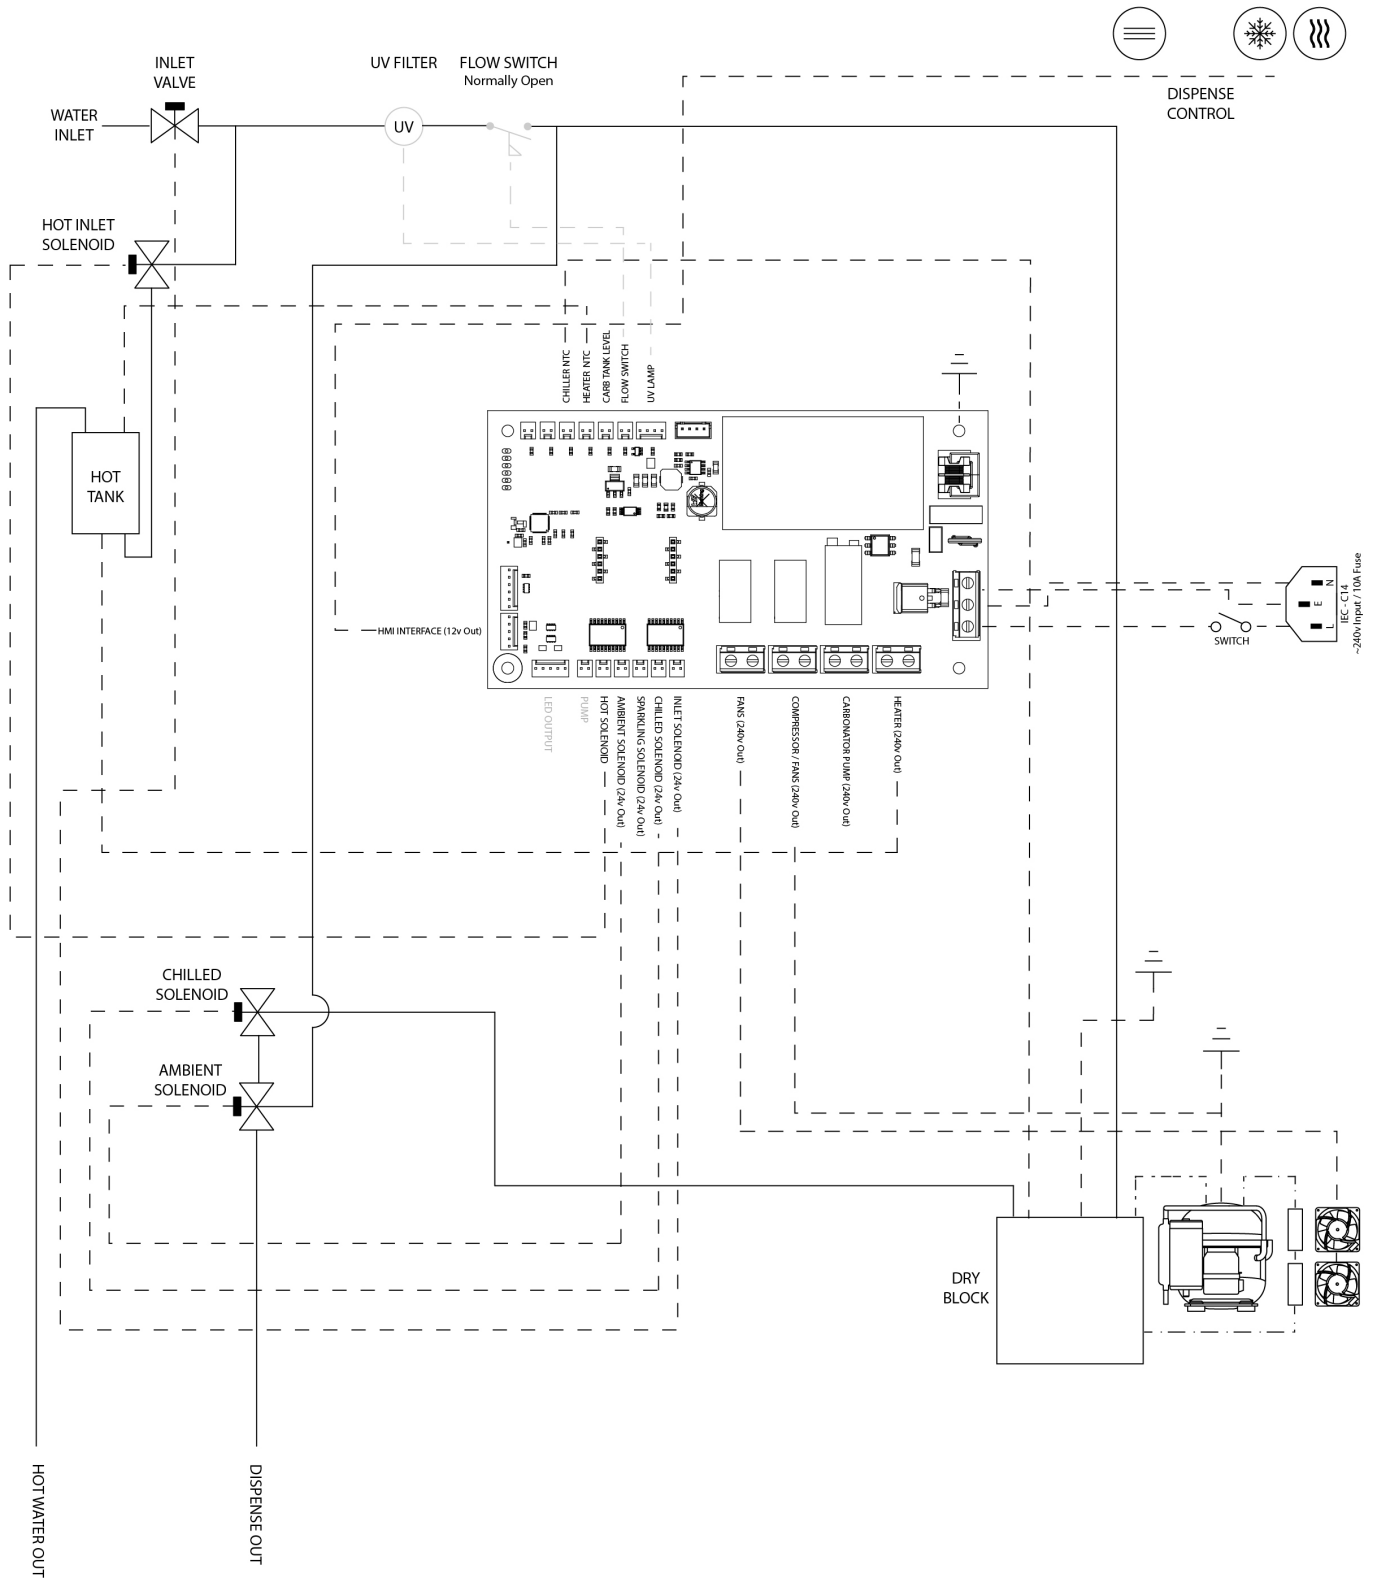 INLET
VALVE
UV FILTER
FLOW SWITCH
Normally Open
DISPENSE
CONTROL
WATER
INLET
UV
HOT INLET
SOLENOID
CHILLER NTC
HEATER NTC
CARB TANK LEVEL
FLOW SWITCH
UV LAMP
HOT
TANK
HMI INTERFACE (12v Out)
SWITCH
N
E
L
IEC - C14
~240v Input / 10A Fuse
LED OUTPUT
PUMP
HOT SOLENOID
AMBIENT SOLENOID (24v Out)
SPARKLING SOLENOID (24v Out)
CHILLED SOLENOID (24v Out)
INLET SOLENOID (24v Out)
FANS (240v Out)
COMPRESSOR / FANS (240v Out)
CARBONATOR PUMP (240v Out)
HEATER (240v Out)
CHILLED
SOLENOID
AMBIENT
SOLENOID
DRY
BLOCK
HOT WATER OUT
DISPENSE OUT